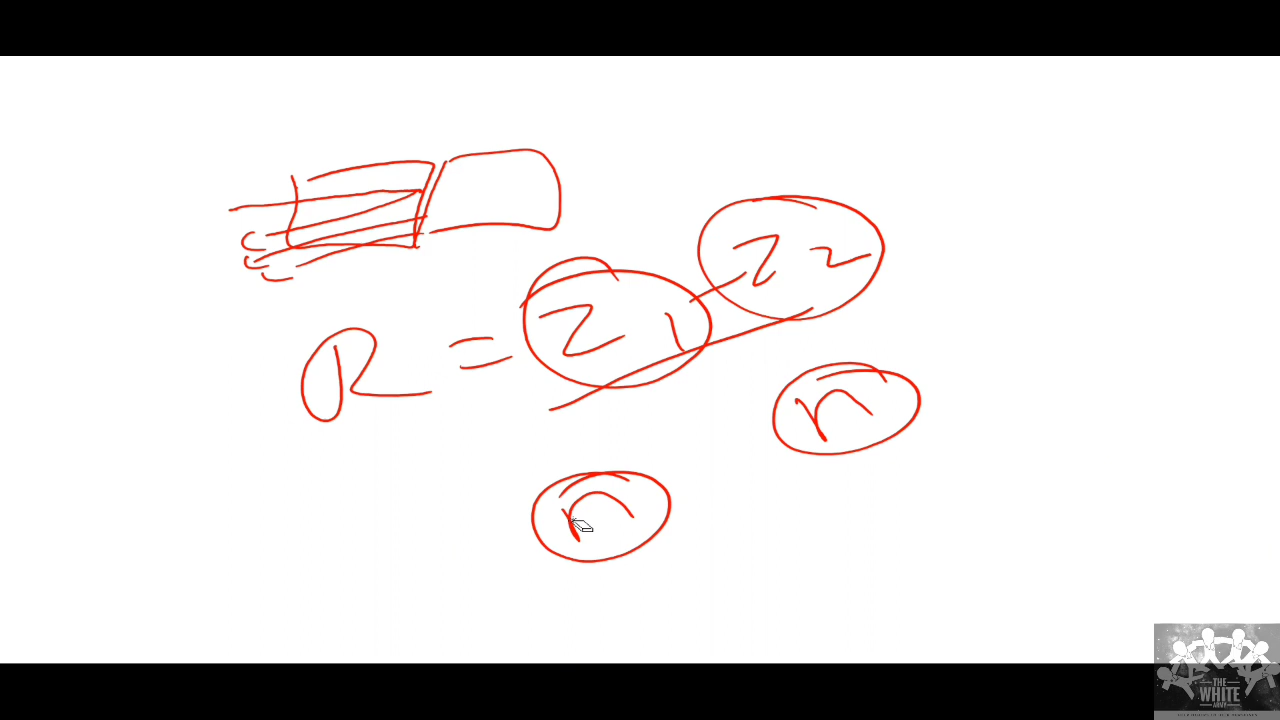 R = Z1 - Z2
n
n
THE
WHITE
ARMY